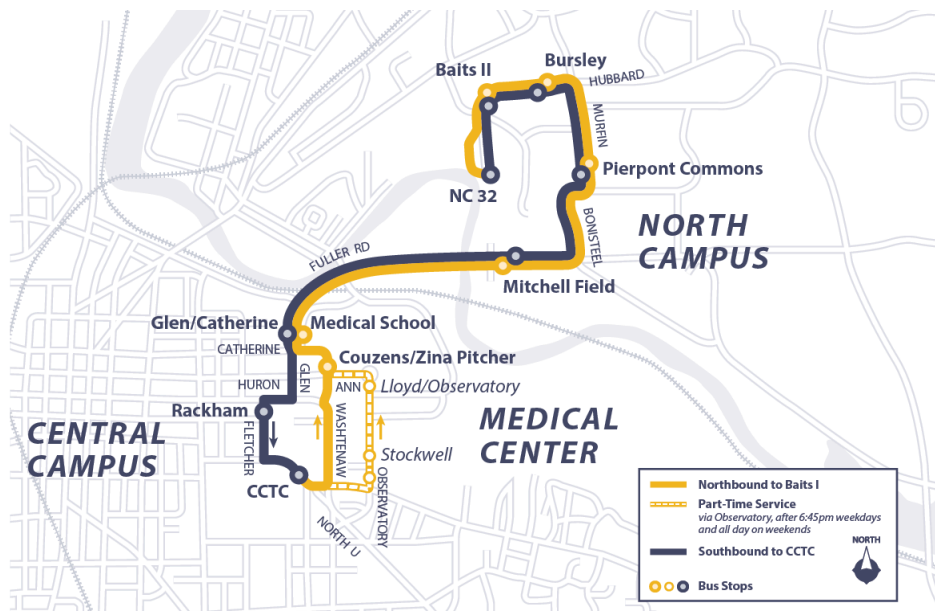 Bursley
Baits II
HUBBARD
MURFIN
Pierpont Commons
NC 32
BONISTEEL
NORTH
CAMPUS
FULLER RD
Mitchell Field
Glen/Catherine
Medical School
CATHERINE
Couzens/Zina Pitcher
GLEN
HURON
ANN
Lloyd/Observatory
Rackham
WASHTENAW
MEDICAL
CENTER
CENTRAL
CAMPUS
FLETCHER
Stockwell
CCTC
OBSERVATORY
NORTH U
Northbound to Baits I
Part-Time Service
via Observatory, after 6:45pm weekdays
and all day on weekends
Southbound to CCTC
NORTH
Bus Stops